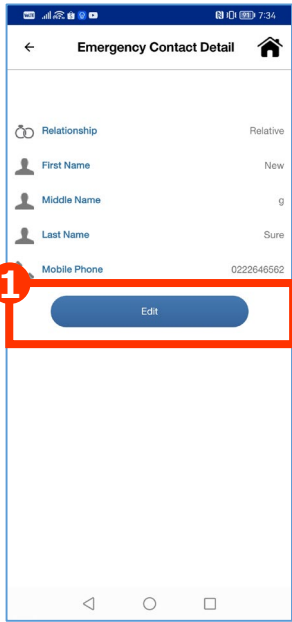 7:34
Emergency Contact Detail
Relationship Relative
First Name New
Middle Name g
Last Name Sure
Mobile Phone 0222646562
1
Edit